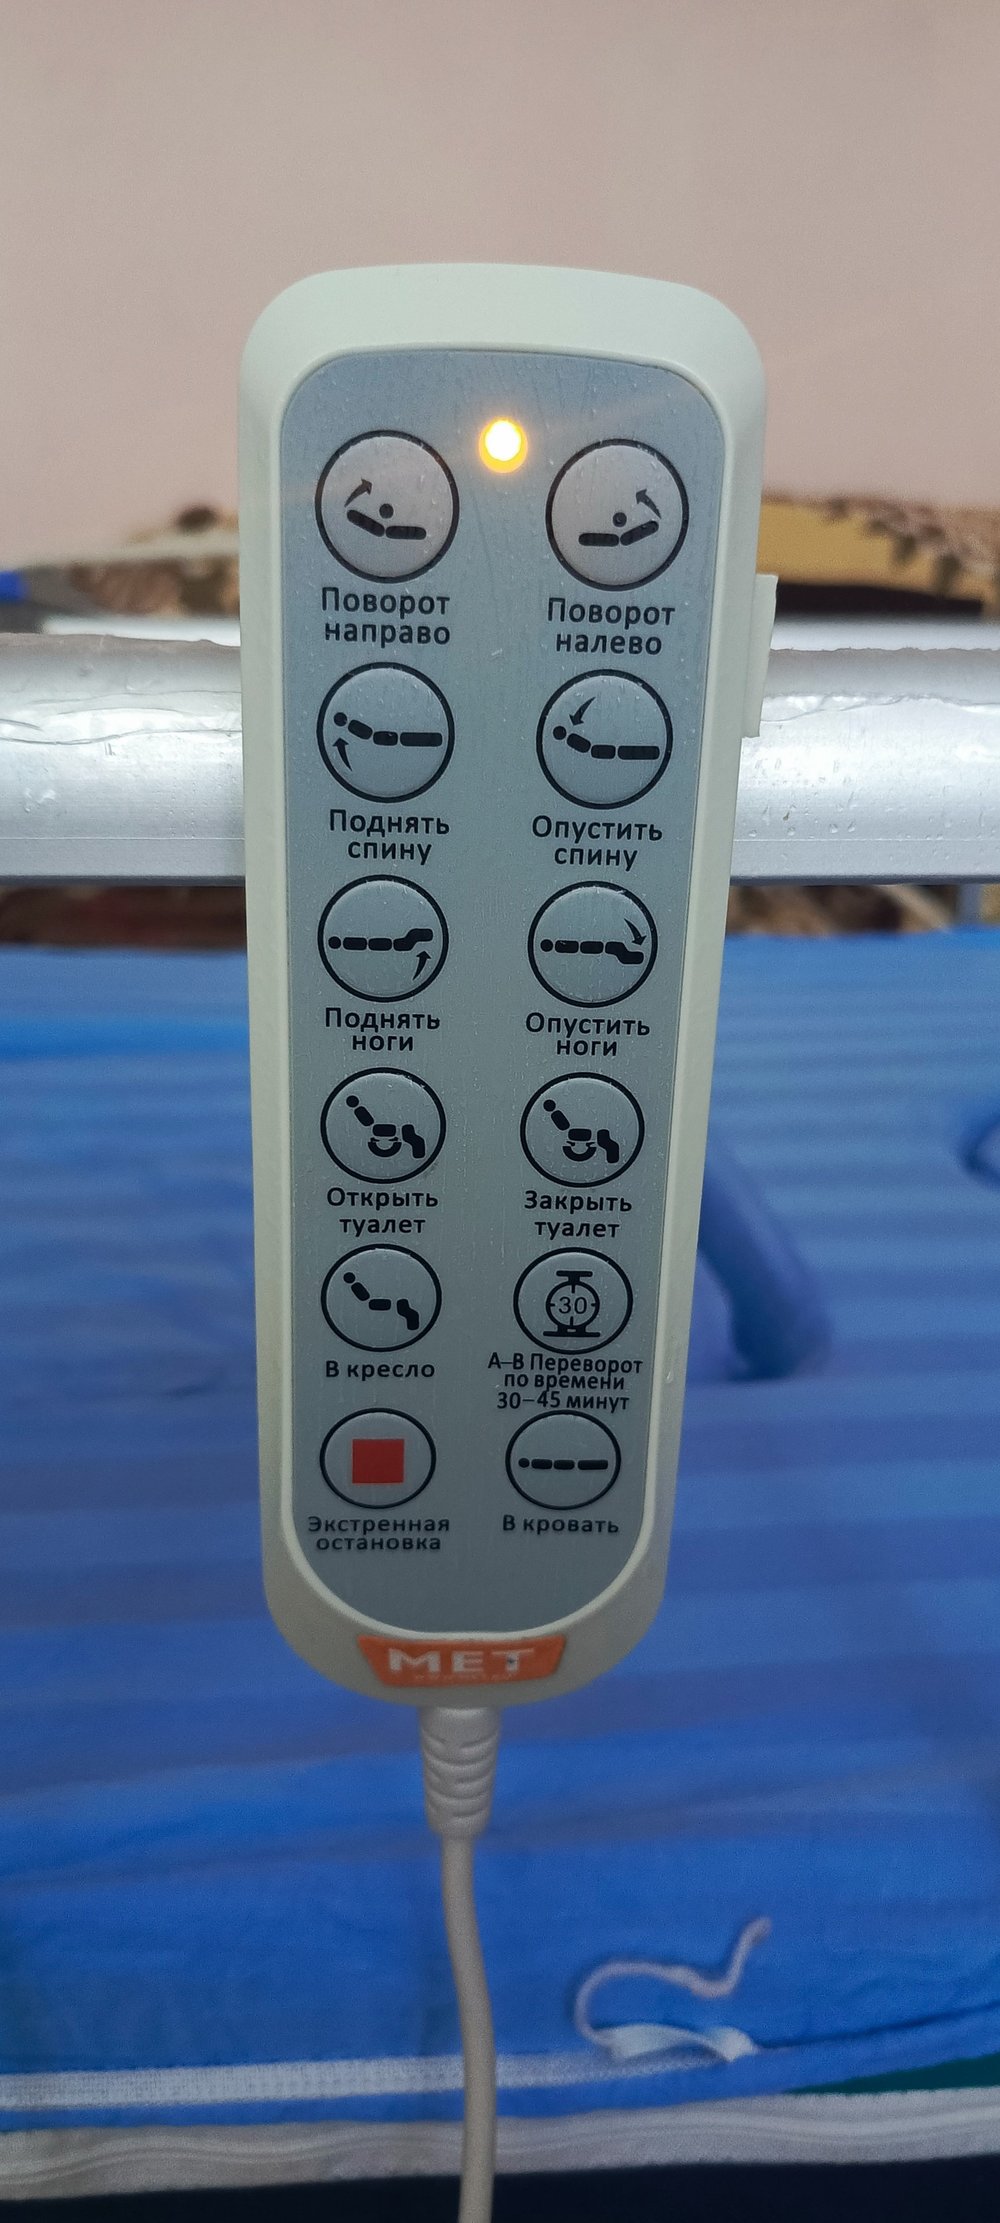 Поворот
направо
Поворот
налево
Поднять
спину
Опустить
спину
Поднять
ноги
Опустить
ноги
Открыть
туалет
Закрыть
туалет
В кресло
30
А–В Переворот
по времени
30–45 минут
Экстренная
остановка
В кровать
МЕТ